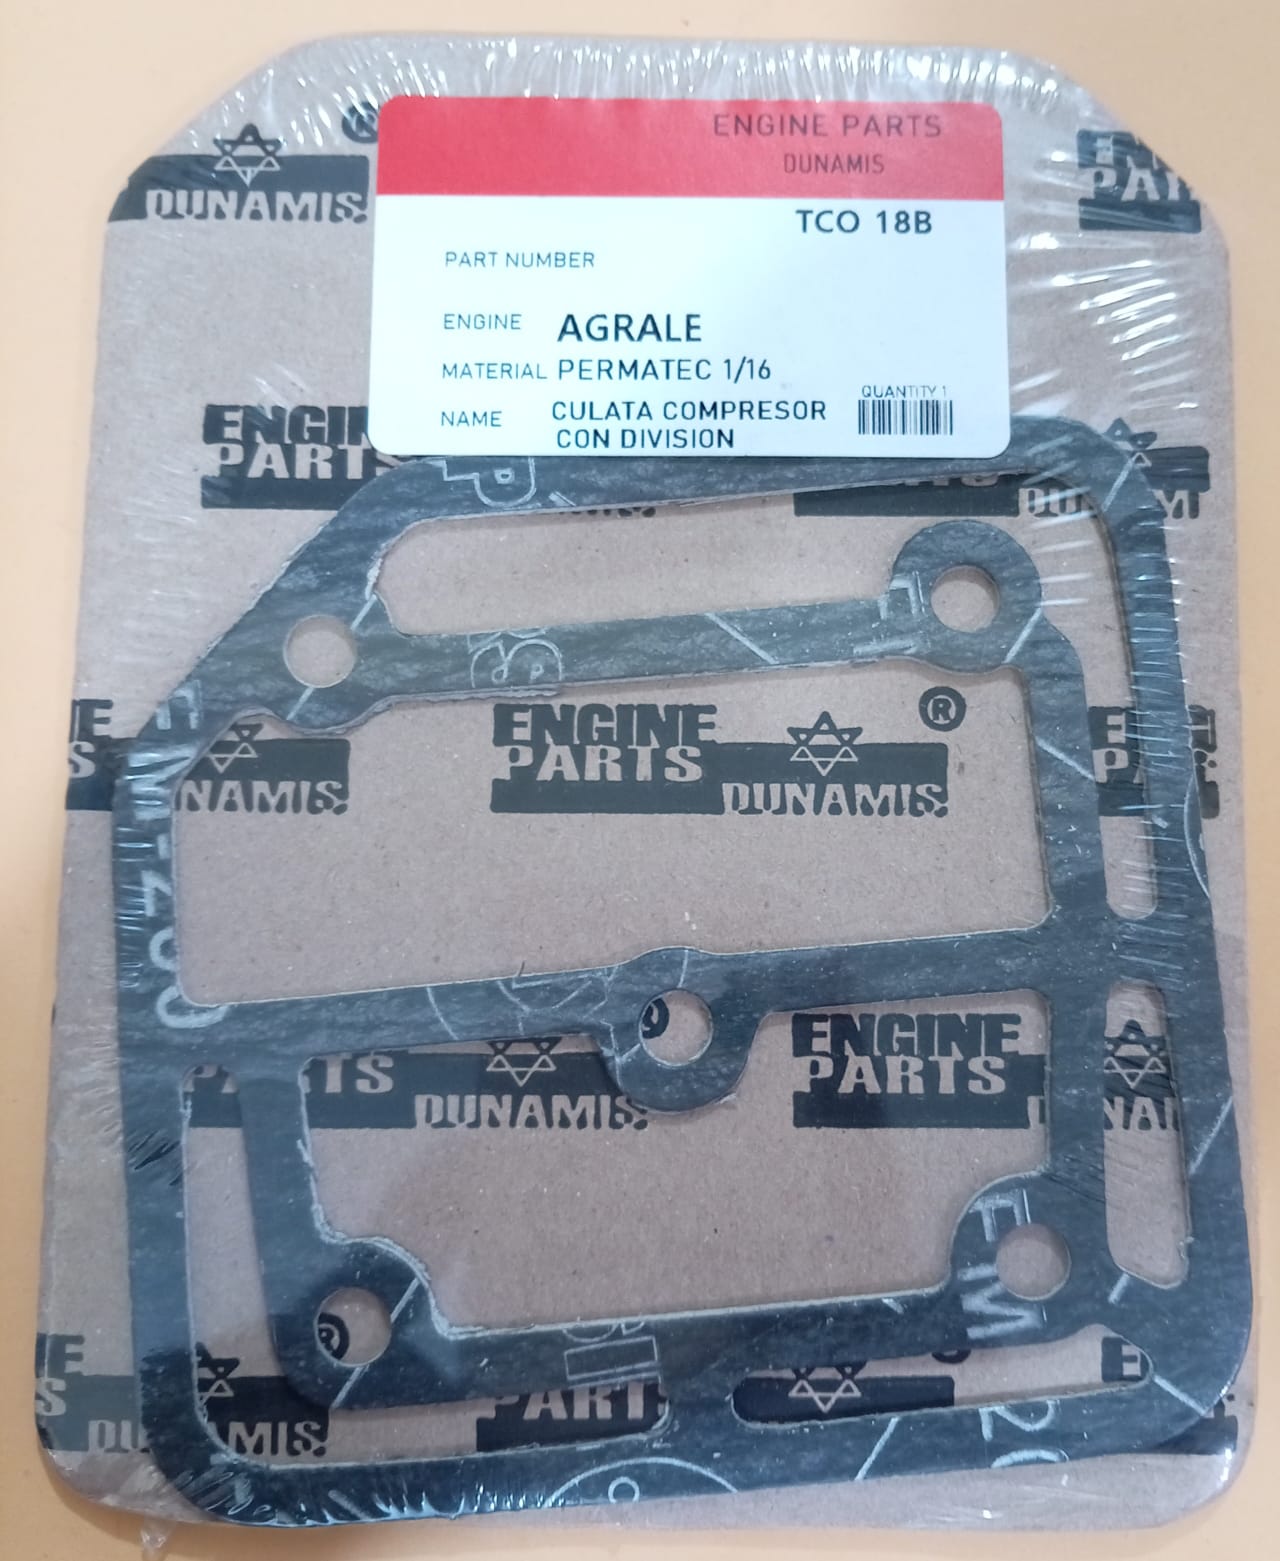 ENGINE PARTS
DUNAMIS
TCO 18B
PART NUMBER
ENGINE AGRALE
MATERIAL PERMATEC 1/16
NAME CULATA COMPRESOR
CON DIVISION
QUANTITY 1
®
DUNAMIS
ENGINE
PARTS
DUNAMIS
ENGINE
PARTS
DUNAMIS
®
ENGINE
PARTS
DUNAMIS